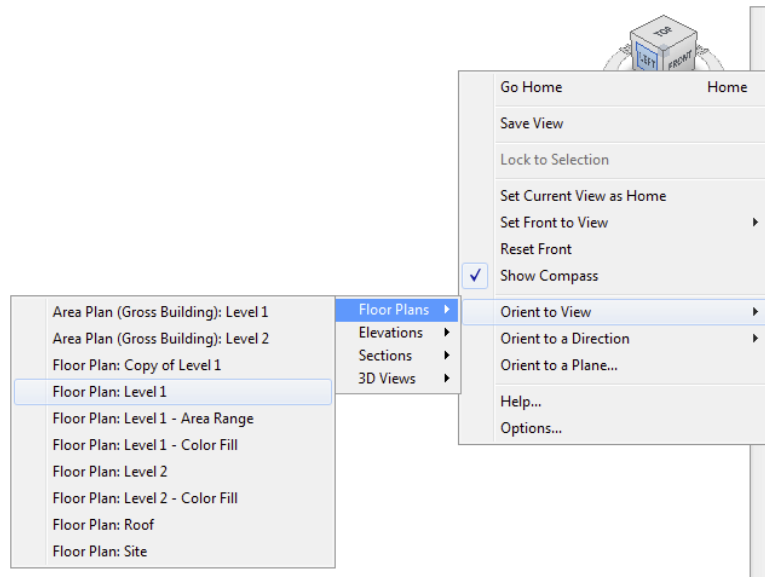 TOP
LEFT
FRONT
Go Home Home
Save View
Lock to Selection
Set Current View as Home
Set Front to View
Reset Front
Show Compass
Orient to View
Orient to a Direction
Orient to a Plane...
Help...
Options...
Floor Plans
Elevations
Sections
3D Views
Area Plan (Gross Building): Level 1
Area Plan (Gross Building): Level 2
Floor Plan: Copy of Level 1
Floor Plan: Level 1
Floor Plan: Level 1 - Area Range
Floor Plan: Level 1 - Color Fill
Floor Plan: Level 2
Floor Plan: Level 2 - Color Fill
Floor Plan: Roof
Floor Plan: Site